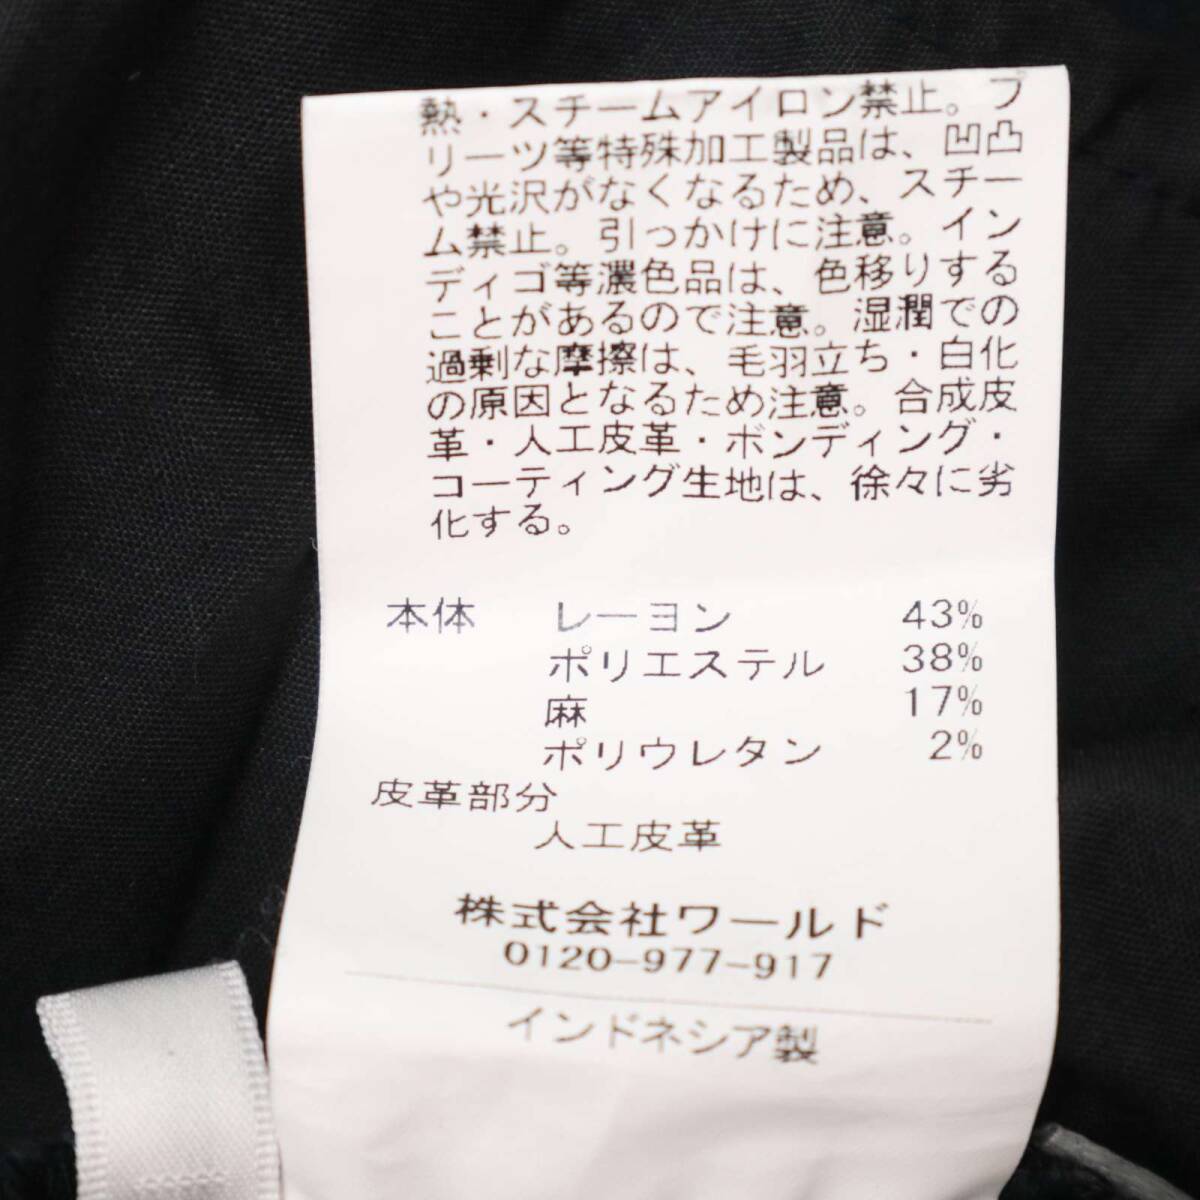 熱・スチームアイロン禁止。プ
リーツ等特殊加工製品は、凹凸
や光沢がなくなるため、スチー
ム禁止。引っかけに注意。イン
ディゴ等濃色品は、色移りする
ことがあるので注意。湿潤での
過剰な摩擦は、毛羽立ち・白化
の原因となるため注意。合成皮
革・人工皮革・ボンディング・
コーティング生地は、徐々に劣
化する。
本体 レーヨン 43%
ポリエステル 38%
麻 17%
ポリウレタン 2%
皮革部分
人工皮革
株式会社ワールド
0120-977-917
インドネシア製